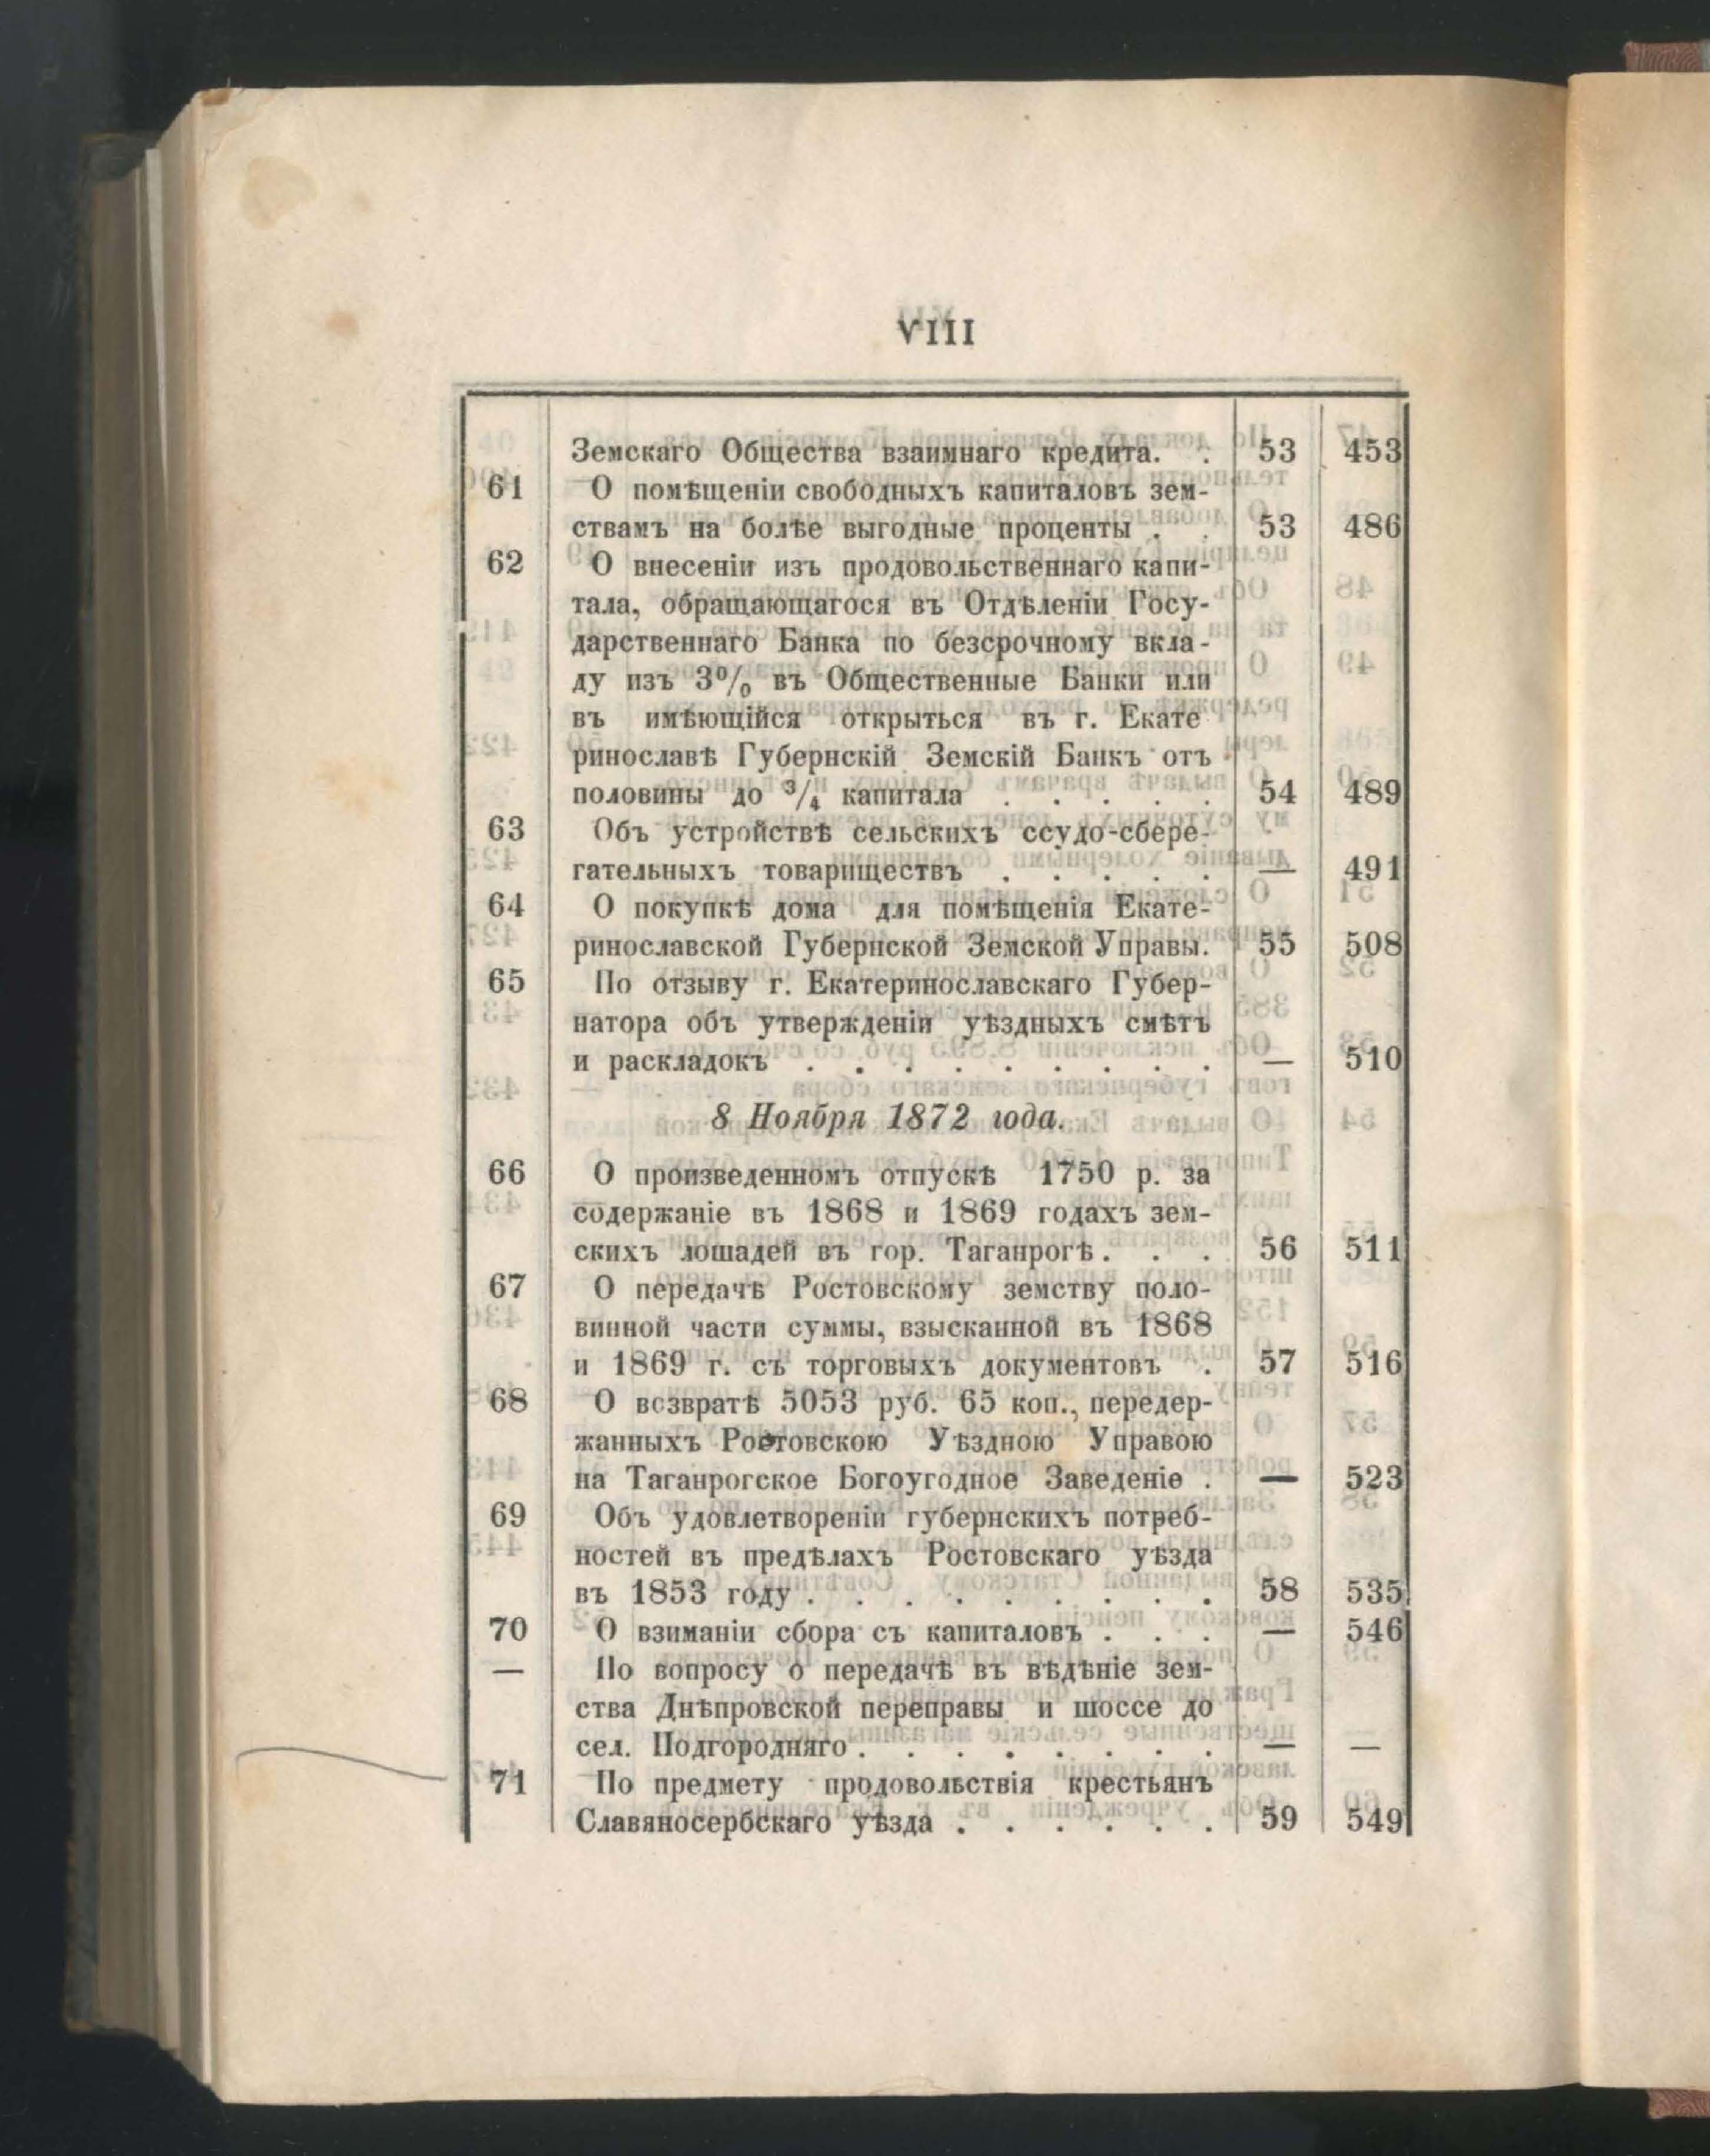 VIII
Земскаго Общества взаимнаго кредита. . 53 453
61 О помѣщеніи свободныхъ капиталовъ зем-
ствамъ на болѣе выгодные проценты . . 53 486
62 О внесеніи изъ продовольственнаго капи-
тала, обращающагося въ Отдѣленіи Госу-
дарственнаго Банка по безсрочному вкла-
ду изъ 3% въ Общественные Банки или
въ имѣющійся открыться въ г. Екате
ринославѣ Губернскій Земскій Банкъ отъ
половины до 3/4 капитала . . . . . 54 489
63 Объ устройствѣ сельскихъ ссудо-сбере-
гательныхъ товариществъ . . . . . — 491
64 О покупкѣ дома для помѣщенія Екате-
ринославской Губернской Земской Управы. 55 508
65 По отзыву г. Екатеринославскаго Губер-
натора объ утвержденіи уѣздныхъ смѣтъ
и раскладокъ . . . . . . . . . — 510
8 Ноября 1872 года.
66 О произведенномъ отпускѣ 1750 р. за
содержаніе въ 1868 и 1869 годахъ зем-
скихъ лошадей въ гор. Таганрогѣ . . . 56 511
67 О передачѣ Ростовскому земству поло-
винной части суммы, взысканной въ 1868
и 1869 г. съ торговыхъ документовъ . 57 516
68 О возвратѣ 5053 руб. 65 коп., передер-
жанныхъ Ростовскою Уѣздною Управою
на Таганрогское Богоугодное Заведеніе . — 523
69 Объ удовлетвореніи губернскихъ потреб-
ностей въ предѣлахъ Ростовскаго уѣзда
въ 1853 году . . . . . . . . . 58 535
70 О взиманіи сбора съ капиталовъ . . . — 546
— По вопросу о передачѣ въ вѣдѣніе зем-
ства Днѣпровской переправы и шоссе до
сел. Подгородняго . . . . . . . . — —
71 По предмету продовольствія крестьянъ
Славяносербскаго уѣзда . . . . . . 59 549